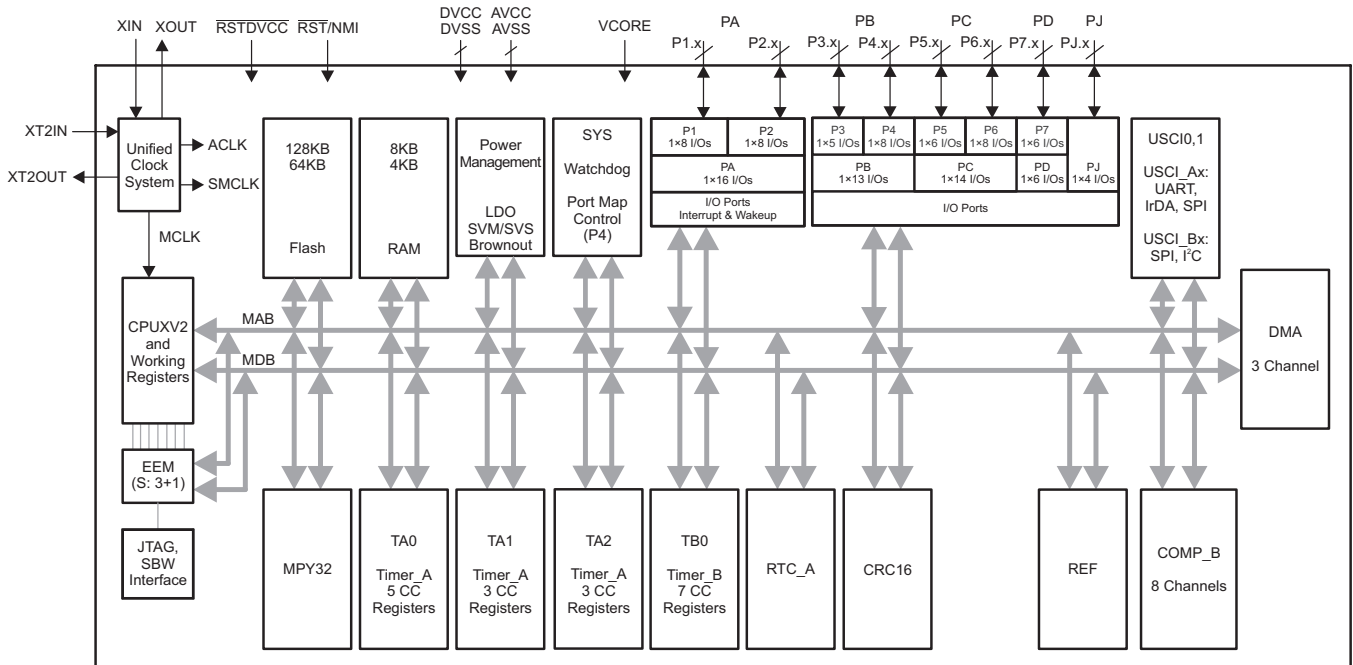 XIN
XOUT
RSTDVCC
RST/NMI
DVCC
DVSS
AVCC
AVSS
VCORE
PA
P1.x
P2.x
PB
P3.x
P4.x
PC
P5.x
P6.x
PD
P7.x
PJ
PJ.x
XT2IN
XT2OUT
Unified
Clock
System
ACLK
SMCLK
MCLK
128KB
64KB
Flash
8KB
4KB
RAM
Power
Management
LDO
SVM/SVS
Brownout
SYS
Watchdog
Port Map
Control
(P4)
P1
1×8 I/Os
P2
1×8 I/Os
PA
1×16 I/Os
I/O Ports
Interrupt & Wakeup
P3
1×5 I/Os
P4
1×8 I/Os
P5
1×6 I/Os
P6
1×8 I/Os
P7
1×6 I/Os
PB
1×13 I/Os
PC
1×14 I/Os
PD
1×6 I/Os
PJ
1×4 I/Os
I/O Ports
USCI0,1
USCI_Ax:
UART,
IrDA, SPI
USCI_Bx:
SPI, I²C
CPUXV2
and
Working
Registers
MAB
MDB
DMA
3 Channel
EEM
(S: 3+1)
JTAG,
SBW
Interface
MPY32
TA0
Timer_A
5 CC
Registers
TA1
Timer_A
3 CC
Registers
TA2
Timer_A
3 CC
Registers
TB0
Timer_B
7 CC
Registers
RTC_A
CRC16
REF
COMP_B
8 Channels